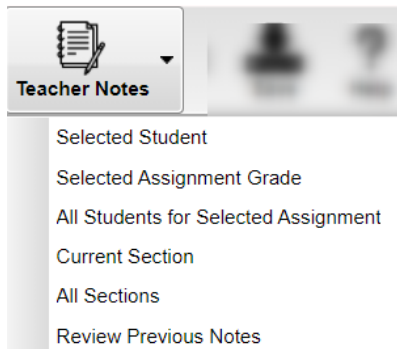 Teacher Notes
Selected Student
Selected Assignment Grade
All Students for Selected Assignment
Current Section
All Sections
Review Previous Notes